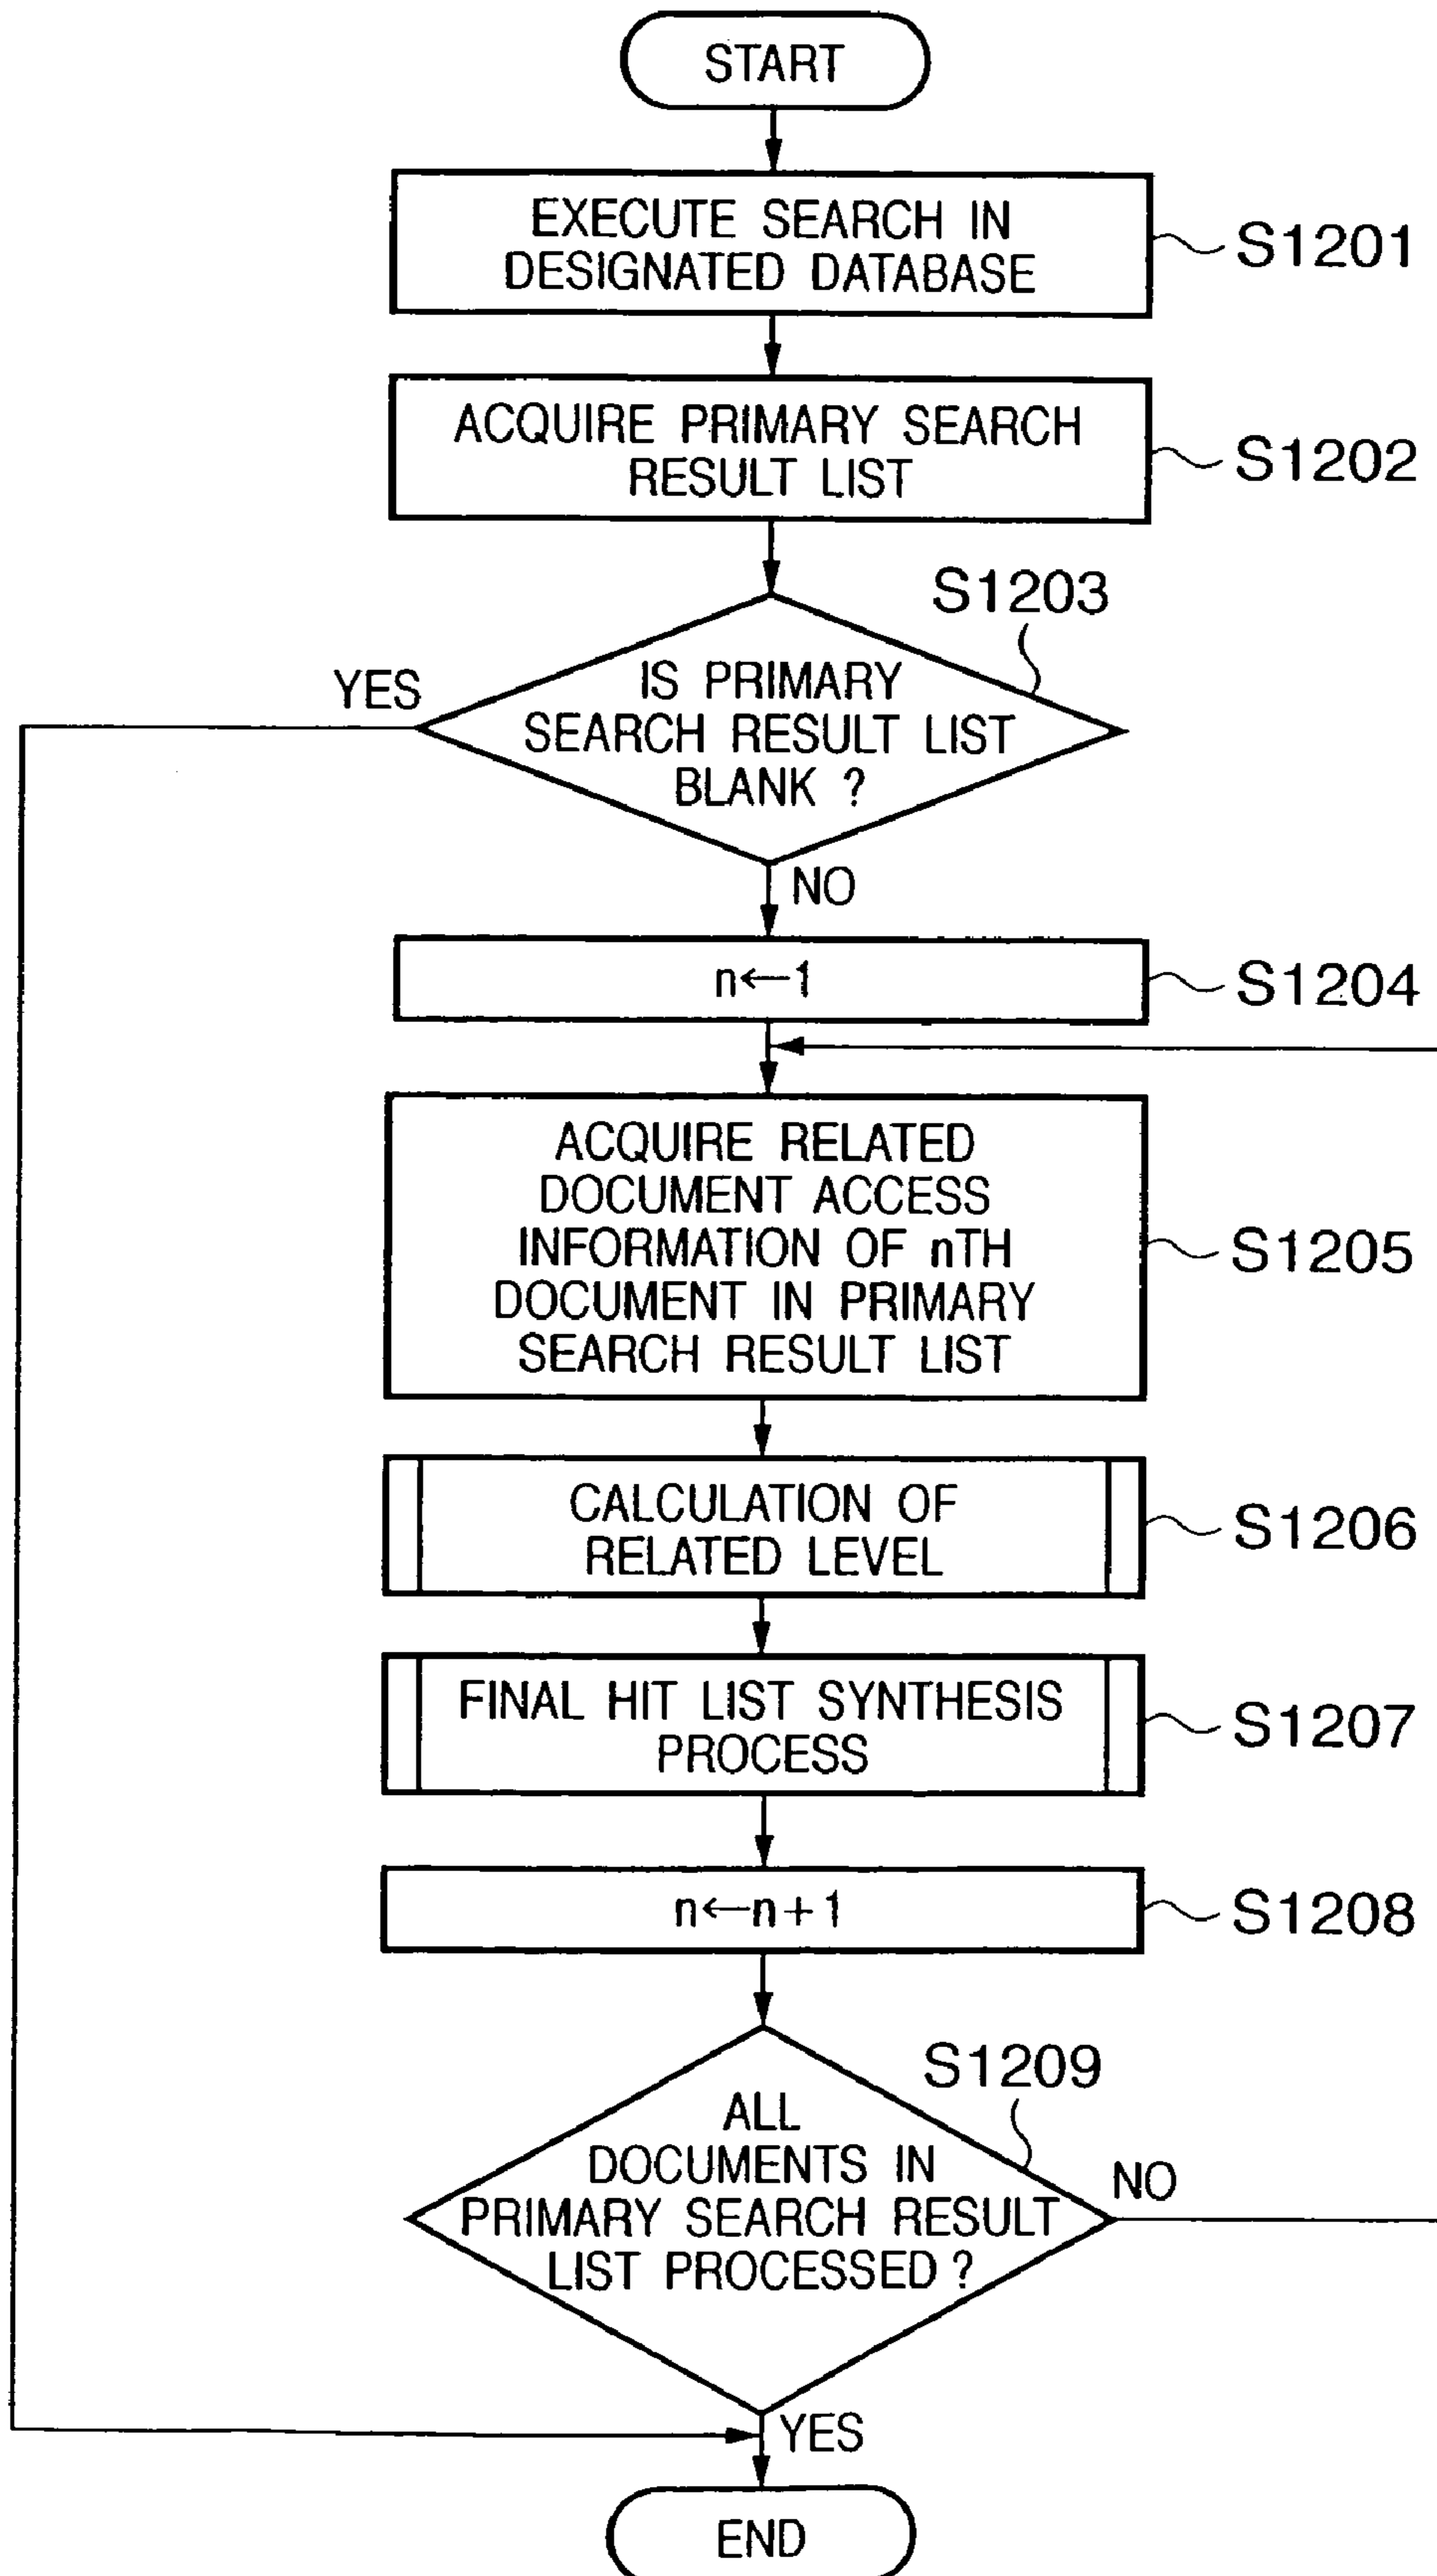 START
EXECUTE SEARCH IN
DESIGNATED DATABASE
S1201
ACQUIRE PRIMARY SEARCH
RESULT LIST
S1202
S1203
YES
IS PRIMARY
SEARCH RESULT LIST
BLANK ?
NO
n←1
S1204
ACQUIRE RELATED
DOCUMENT ACCESS
INFORMATION OF nTH
DOCUMENT IN PRIMARY
SEARCH RESULT LIST
S1205
CALCULATION OF
RELATED LEVEL
S1206
FINAL HIT LIST SYNTHESIS
PROCESS
S1207
n←n+1
S1208
S1209
ALL
DOCUMENTS IN
PRIMARY SEARCH RESULT
LIST PROCESSED ?
NO
YES
END